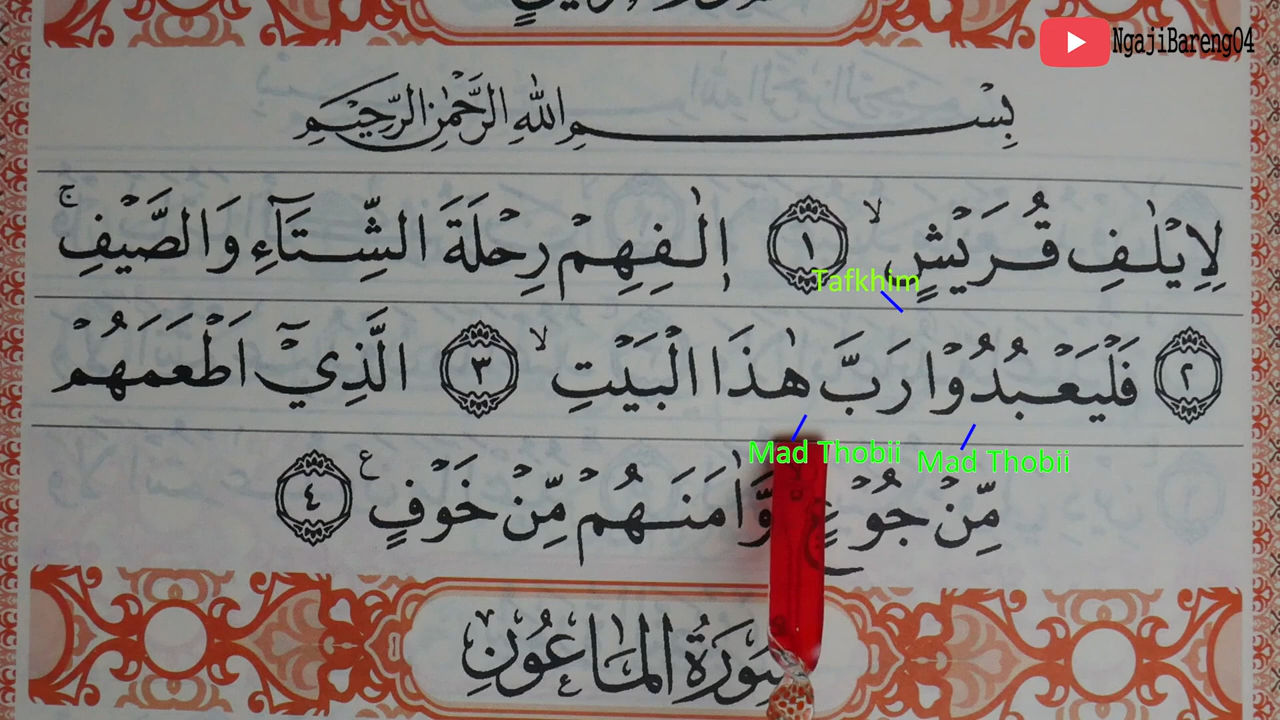 NgajiBareng04
بِسْمِ اللّٰهِ الرَّحْمٰنِ الرَّحِيْمِ
لِاِيْلٰفِ قُرَيْشٍۙ ١ اٖلٰفِهِمْ رِحْلَةَ الشِّتَاۤءِ وَالصَّيْفِۚ
Tafkhim
٢ فَلْيَعْبُدُوْا رَبَّ هٰذَا الْبَيْتِۙ ٣ الَّذِيْٓ اَطْعَمَهُمْ
Mad Thobii Mad Thobii
مِّنْ جُوْعٍ وَّاٰمَنَهُمْ مِّنْ خَوْفٍ ࣖ ٤
سُوْرَةُ الْمَاعُوْنِ